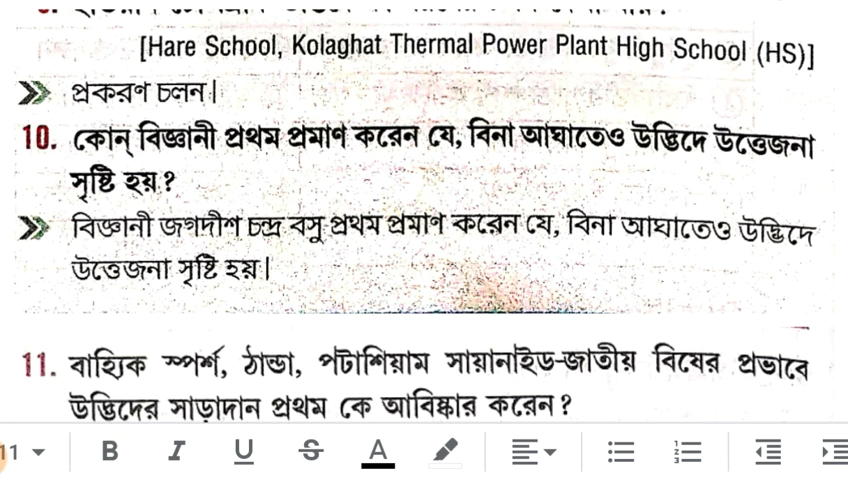 [Hare School, Kolaghat Thermal Power Plant High School (HS)]
প্রকরণ চলন।
10. কোন্ বিজ্ঞানী প্রথম প্রমাণ করেন যে, বিনা আঘাতেও উদ্ভিদে উত্তেজনা
সৃষ্টি হয়?
বিজ্ঞানী জগদীশ চন্দ্র বসু প্রথম প্রমাণ করেন যে, বিনা আঘাতেও উদ্ভিদে
উত্তেজনা সৃষ্টি হয়।
11. বাহ্যিক স্পর্শ, ঠান্ডা, পটাশিয়াম সায়ানাইড-জাতীয় বিষের প্রভাবে
উদ্ভিদের সাড়াদান প্রথম কে আবিষ্কার করেন?
11 B I U S A